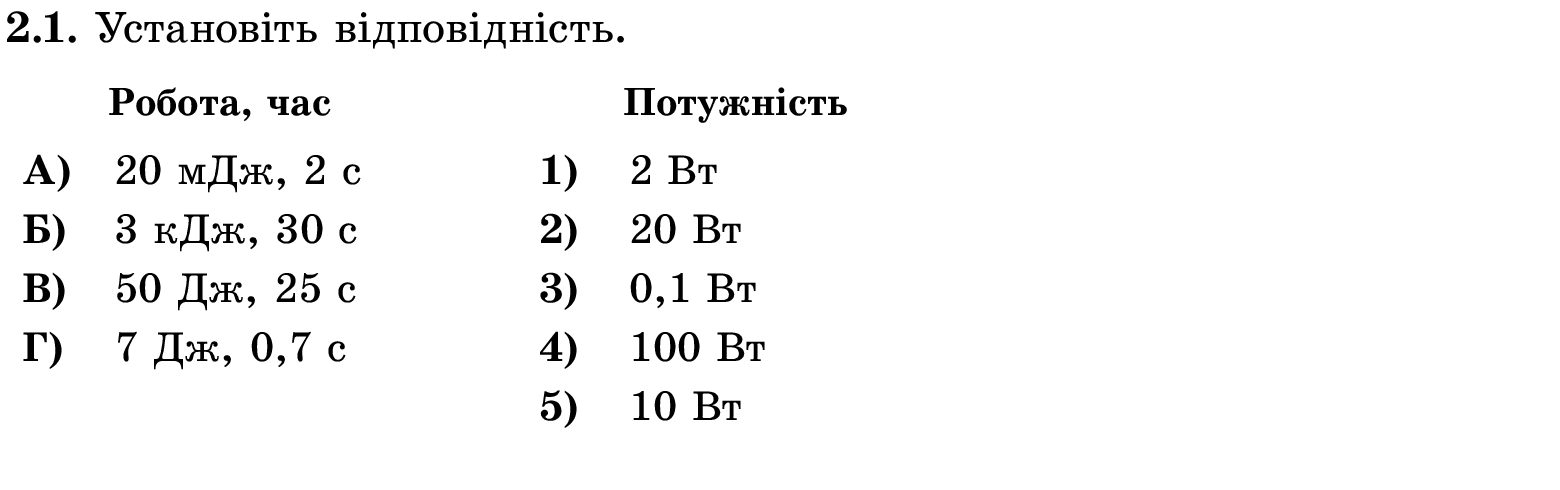 2.1. Установіть відповідність.
Робота, час Потужність
А) 20 мДж, 2 с 1) 2 Вт
Б) 3 кДж, 30 с 2) 20 Вт
В) 50 Дж, 25 с 3) 0,1 Вт
Г) 7 Дж, 0,7 с 4) 100 Вт
5) 10 Вт